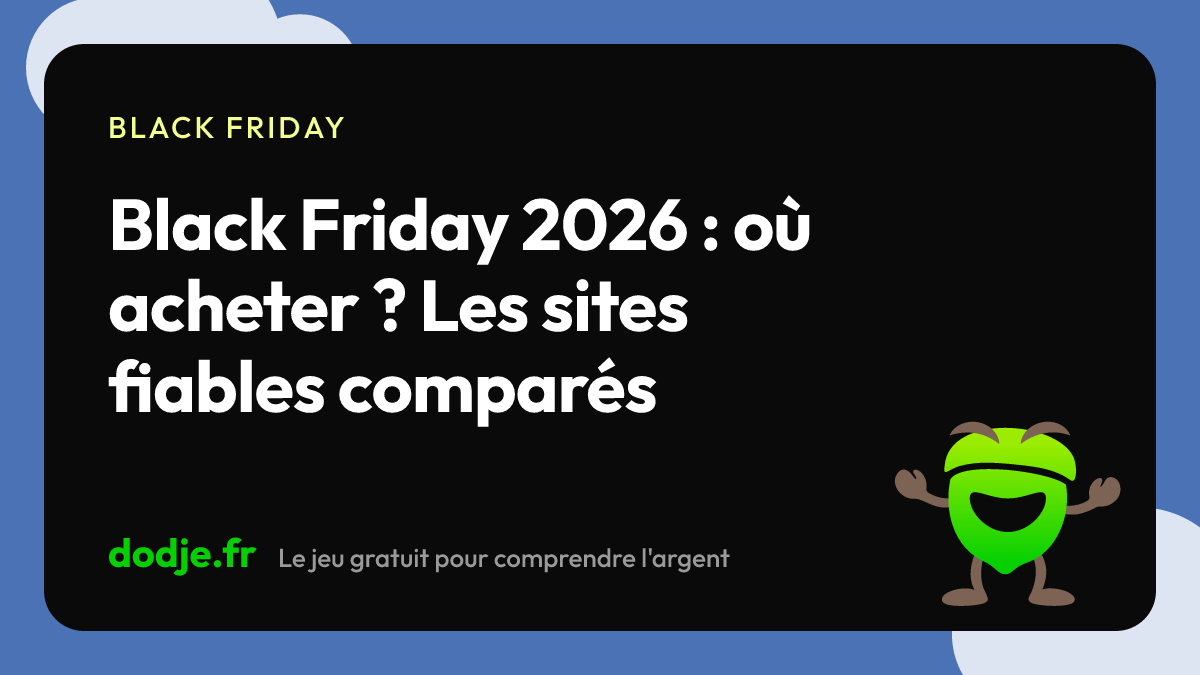 BLACK FRIDAY
Black Friday 2026 : où
acheter ? Les sites
fiables comparés
dodje.fr Le jeu gratuit pour comprendre l'argent